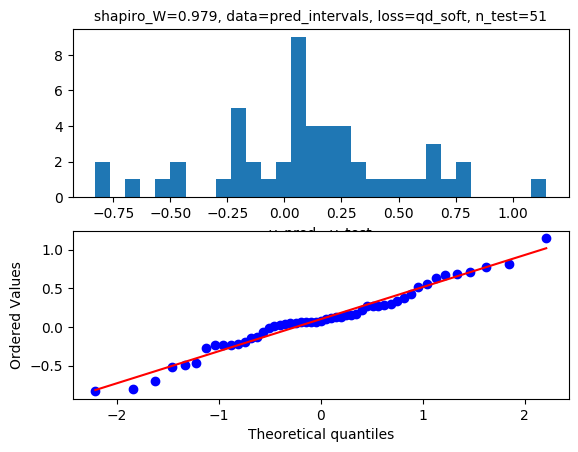 shapiro_W=0.979, data=pred_intervals, loss=qd_soft, n_test=51
8
6
4
2
0
−0.75 −0.50 −0.25 0.00 0.25 0.50 0.75 1.00
1.0
0.5
0.0
−0.5
Ordered Values
−2 −1 0 1 2
Theoretical quantiles